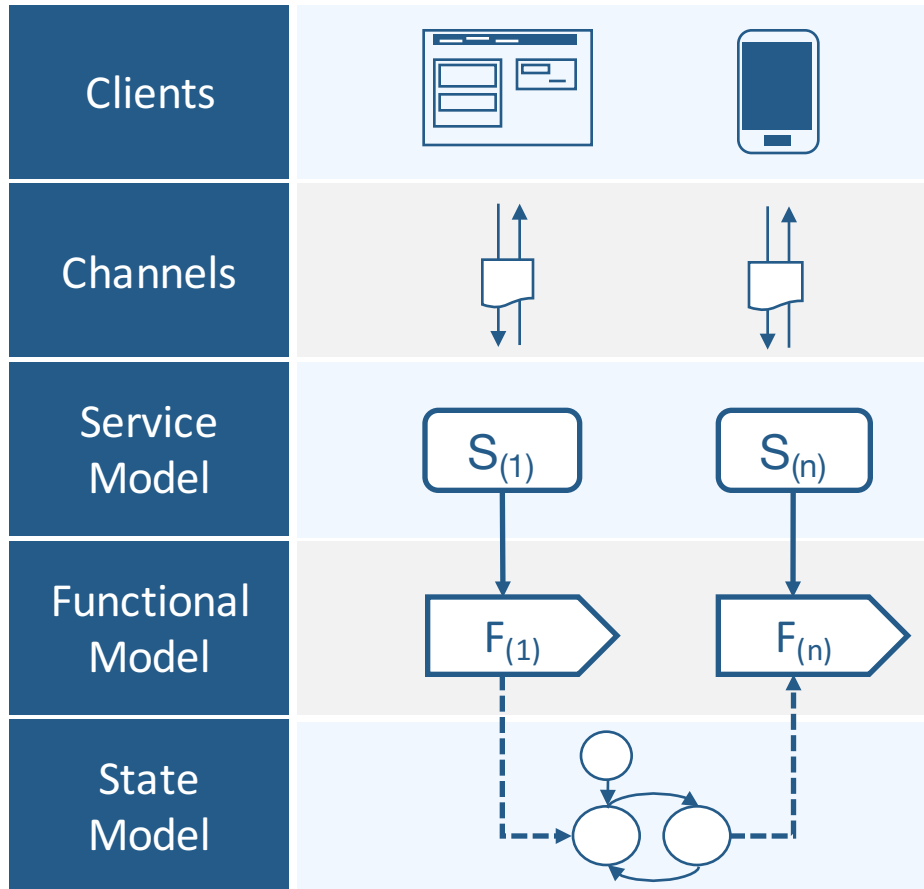 Clients
Channels
Service
Model
S(1)
S(n)
Functional
Model
F(1)
F(n)
State
Model